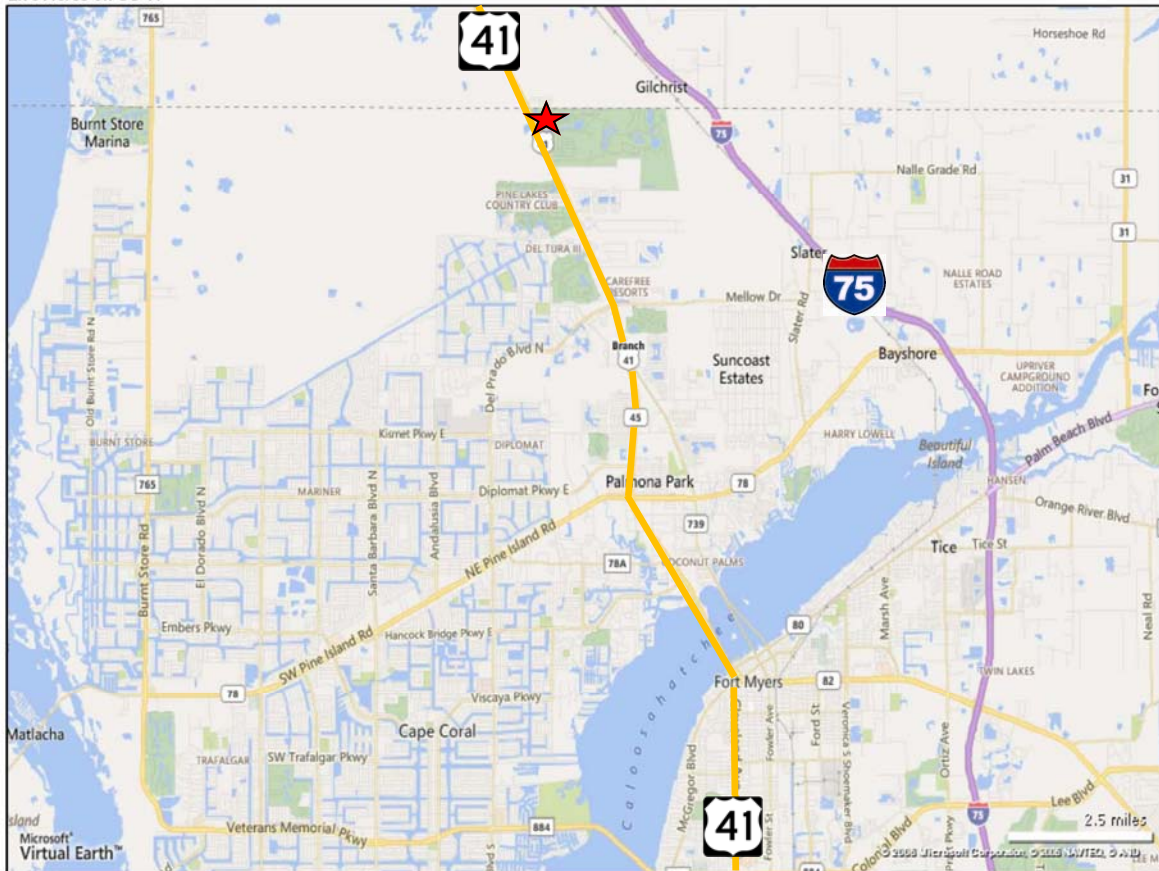 765
41
Horseshoe Rd
Gilchrist
Burnt Store
Marina
75
Nalle Grade Rd
31
PINE LAKES
COUNTRY CLUB
31
DEL TURA III
Slater
75
NALLE ROAD
ESTATES
CAREFREE
RESORTS
Mellow Dr
Slater Rd
Old Burnt Store Rd N
Del Prado Blvd N
Branch
41
Suncoast
Estates
Bayshore
UPRIVER
CAMPGROUND
ADDITION
45
Kismet Pkwy E
DIPLOMAT
BURNT STORE
HARRY LOWELL
Beautiful
Island
Palm Beach Blvd
765
MARINER
Diplomat Pkwy E
Palmona Park
78
HANSEN
El Dorado Blvd N
Santa Barbara Blvd N
Andalusia Blvd
NE Pine Island Rd
739
Orange River Blvd
Burnt Store Rd
78A
COCONUT PALMS
Tice
Tice St
Marsh Ave
Neal Rd
Embers Pkwy
Hancock Bridge Pkwy E
80
SW Pine Island Rd
TWIN LAKES
78
Fort Myers
82
Viscaya Pkwy
Matlacha
Cape Coral
Caloosahatchee
McGregor Blvd
Fowler Ave
Ford St
Veronica S Shoemaker Blvd
Ortiz Ave
TRAFALGAR
SW Trafalgar Pkwy
Lee Blvd
Island
Microsoft®
Virtual Earth™
Veterans Memorial Pkwy
884
Blvd S
41
Fowler St
Colonial Blvd
75
2.5 miles
884